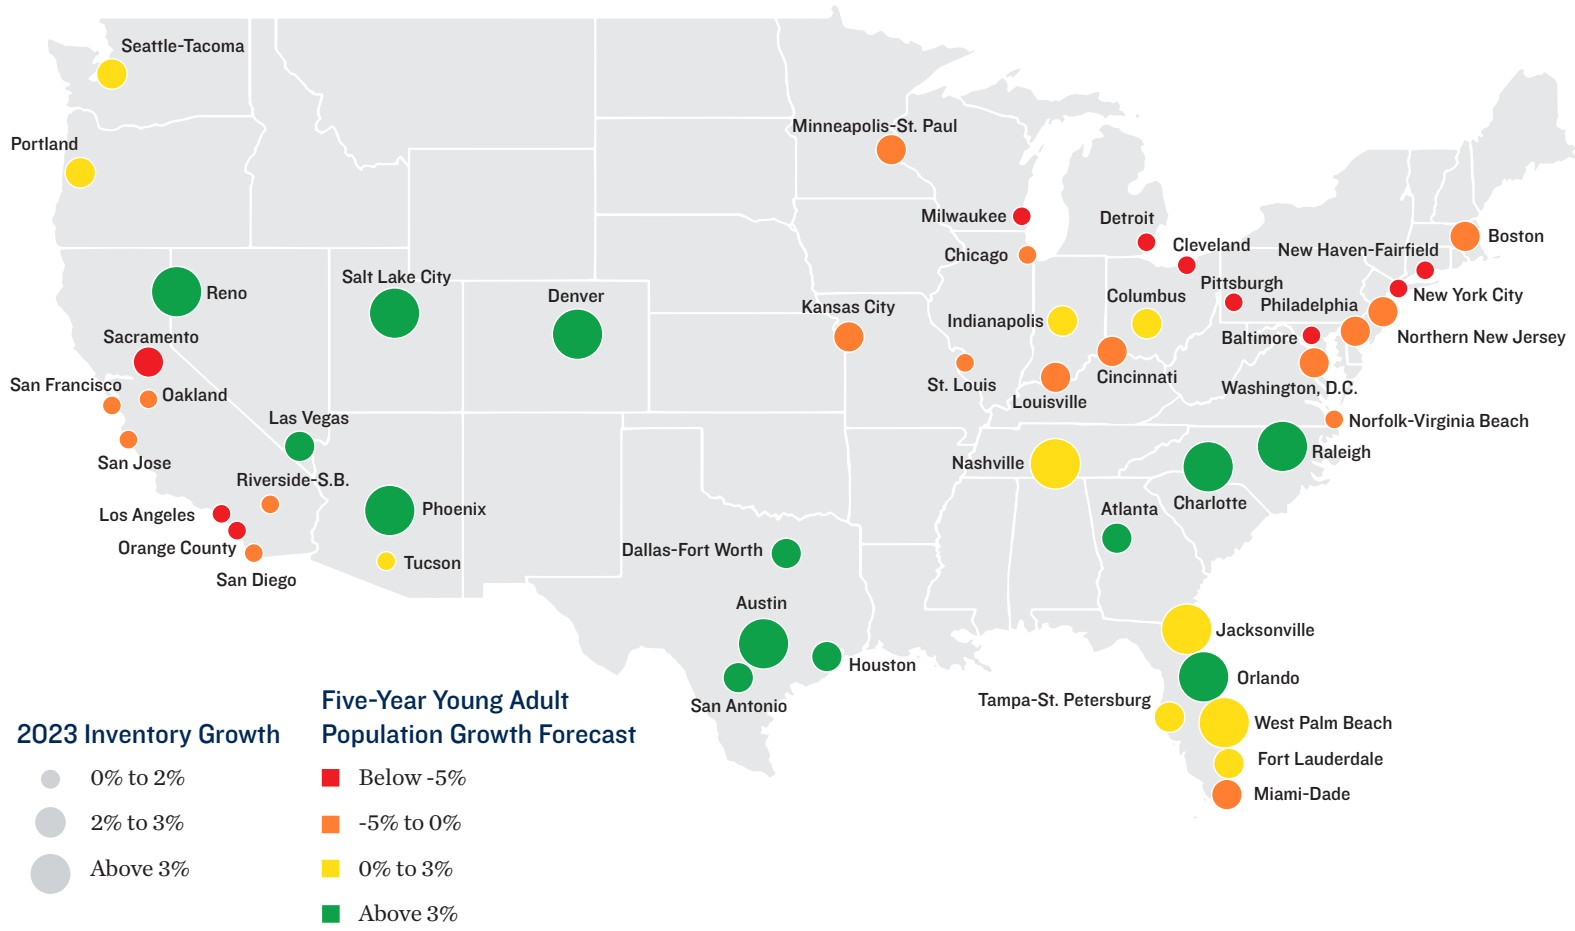 Seattle-Tacoma
Portland
Minneapolis-St. Paul
Milwaukee
Detroit
Chicago
Cleveland
New Haven-Fairfield
Boston
Reno
Salt Lake City
Denver
Kansas City
Pittsburgh
Columbus
Philadelphia
New York City
Indianapolis
Sacramento
Baltimore
Northern New Jersey
San Francisco
Oakland
St. Louis
Cincinnati
Washington, D.C.
Louisville
Las Vegas
Norfolk-Virginia Beach
San Jose
Nashville
Raleigh
Riverside-S.B.
Charlotte
Los Angeles
Phoenix
Atlanta
Orange County
Dallas-Fort Worth
Tucson
San Diego
Austin
Jacksonville
Houston
Orlando
San Antonio
Tampa-St. Petersburg
West Palm Beach
Fort Lauderdale
Miami-Dade
2023 Inventory Growth
0% to 2%
2% to 3%
Above 3%
Five-Year Young Adult
Population Growth Forecast
Below -5%
-5% to 0%
0% to 3%
Above 3%